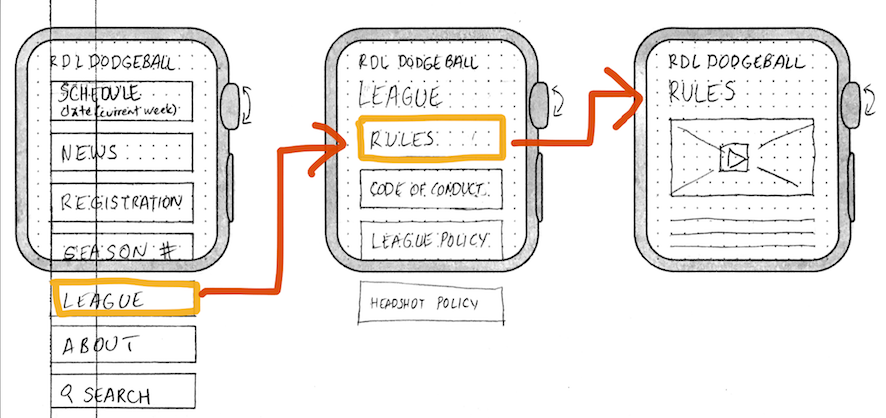 RDL DODGEBALL
SCHEDULE
date (current week)
NEWS
REGISTRATION
SEASON #
LEAGUE
ABOUT
SEARCH
RDL DODGEBALL
LEAGUE
RULES
CODE OF CONDUCT
LEAGUE POLICY
HEADSHOT POLICY
RDL DODGEBALL
RULES